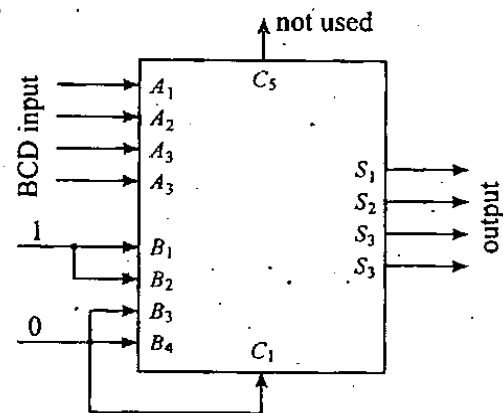 not used
C5
BCD input
A1
A2
A3
A3
1
B1
B2
B3
0
B4
C1
S1
S2
S3
S3
output